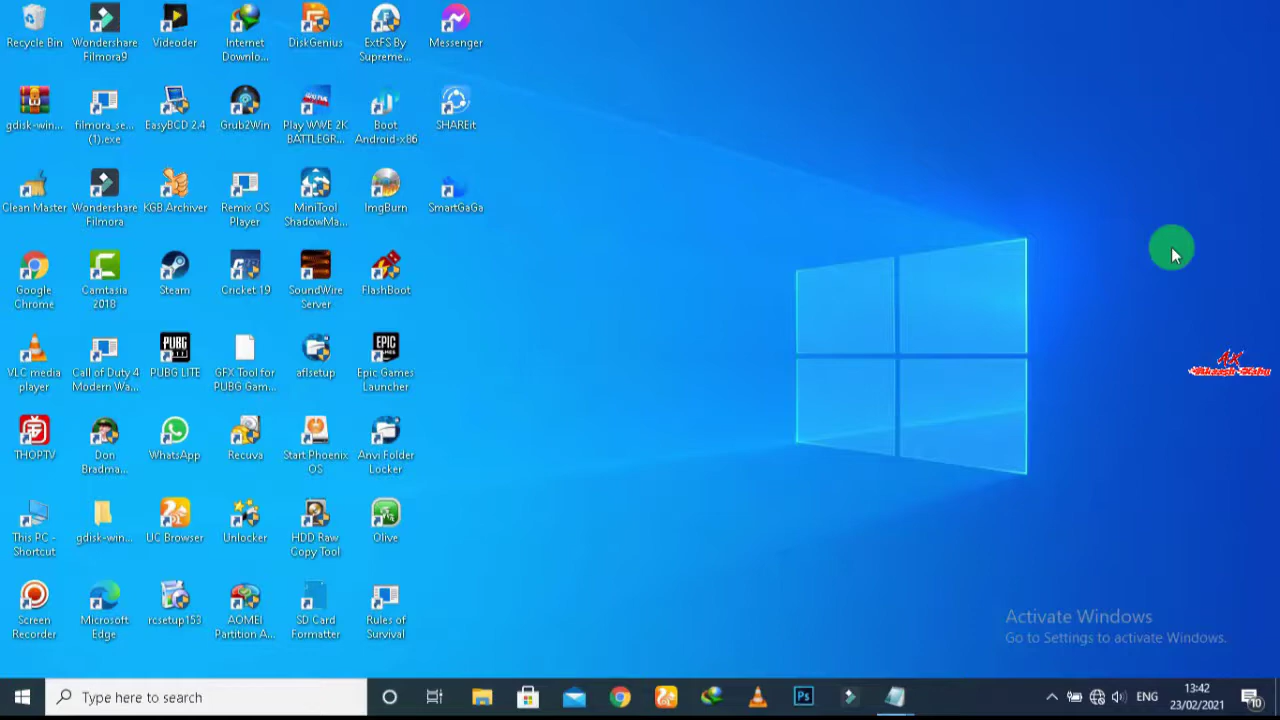 Recycle Bin
Wondershare
Filmora9
Videoder
Internet
Downlo...
DiskGenius
ExtFS By
Supreme...
Messenger
gdisk-win...
filmora_se...
(1).exe
EasyBCD 2.4
Grub2Win
Play WWE 2K
BATTLEGR...
Boot
Android-x86
SHAREit
Clean Master
Wondershare
Filmora
KGB Archiver
Remix OS
Player
MiniTool
ShadowMa...
ImgBurn
SmartGaGa
Google
Chrome
Camtasia
2018
Steam
Cricket 19
SoundWire
Server
FlashBoot
VLC media
player
Call of Duty 4
Modern Wa...
PUBG LITE
GFX Tool for
PUBG Gam...
aflsetup
Epic Games
Launcher
THOPTV
Don
Bradma...
WhatsApp
Recuva
Start Phoenix
OS
Anvi Folder
Locker
This PC -
Shortcut
gdisk-win...
UC Browser
Unlocker
HDD Raw
Copy Tool
Olive
Screen
Recorder
Microsoft
Edge
rcsetup153
AOMEI
Partition A...
SD Card
Formatter
Rules of
Survival
AK
Activate Windows
Go to Settings to activate Windows.
Type here to search
Ps
ENG
13:42
23/02/2021
10